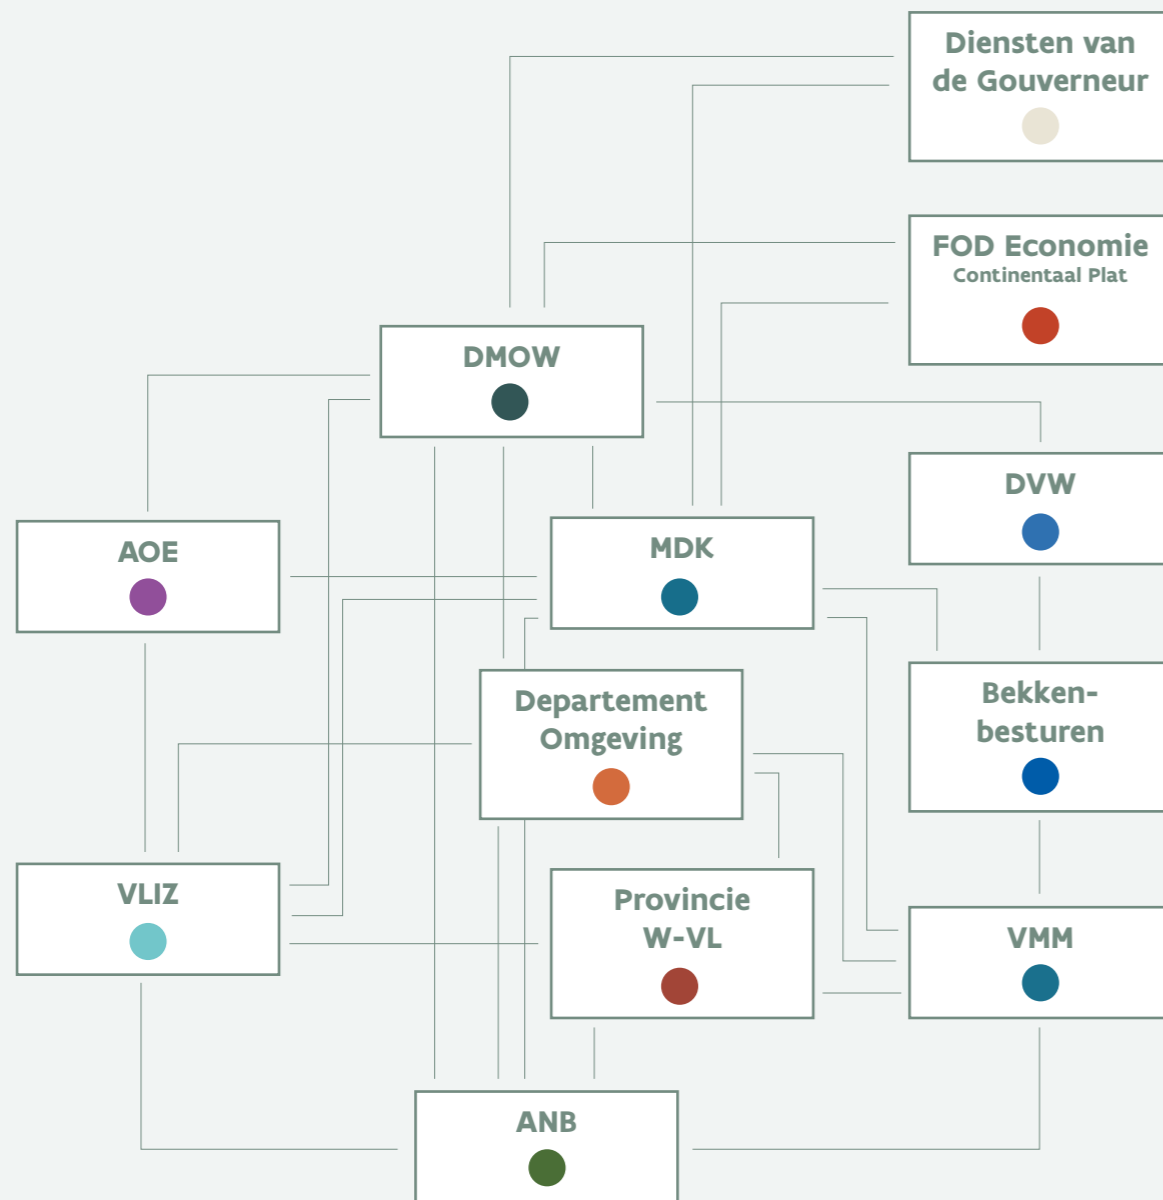 Diensten van
de Gouverneur
FOD Economie
Continentaal Plat
DMOW
DVW
AOE
MDK
Departement
Omgeving
Bekken-
besturen
VLIZ
Provincie
W-VL
VMM
ANB